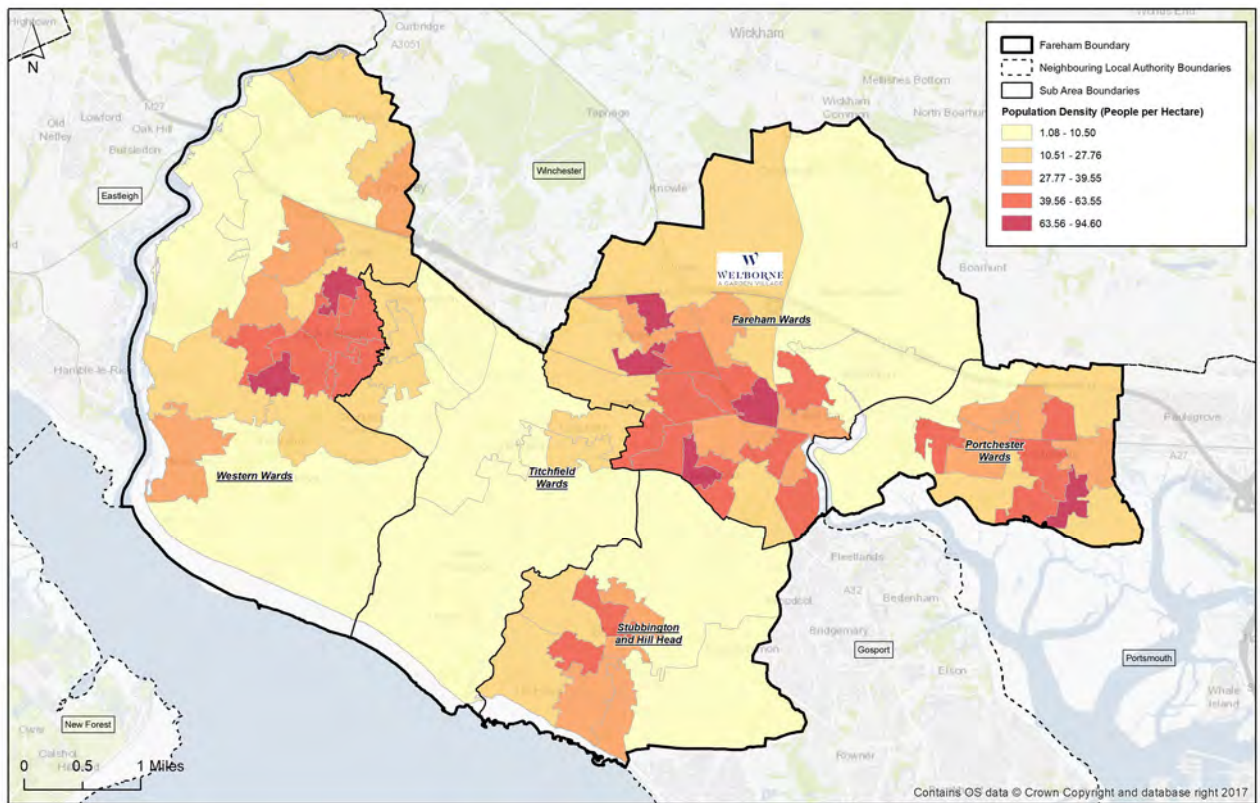 Hightown
Curbridge
A3051
Wickham
N
M27
Old
Netley
Lowford
Oak Hill
Bursledon
Mellishes Bottom
Wickham
Common
North Boarhunt
Eastleigh
Winchester
Knowle
Boarhunt
Fareham Boundary
Neighbouring Local Authority Boundaries
Sub Area Boundaries
Population Density (People per Hectare)
1.08 - 10.50
10.51 - 27.76
27.77 - 39.55
39.56 - 63.55
63.56 - 94.60
W
WELBORNE
A GARDEN VILLAGE
Fareham Wards
Hamble-le-Rice
Paulsgrove
A27
Portchester
Wards
Western Wards
Titchfield
Wards
Stubbington
and Hill Head
Fleetlands
A32
Bedenham
Bridgemary
Elson
Gosport
Portsmouth
Whale
Island
Rowner
New Forest
Calshot
0 0.5 1 Miles
Contains OS data © Crown Copyright and database right 2017